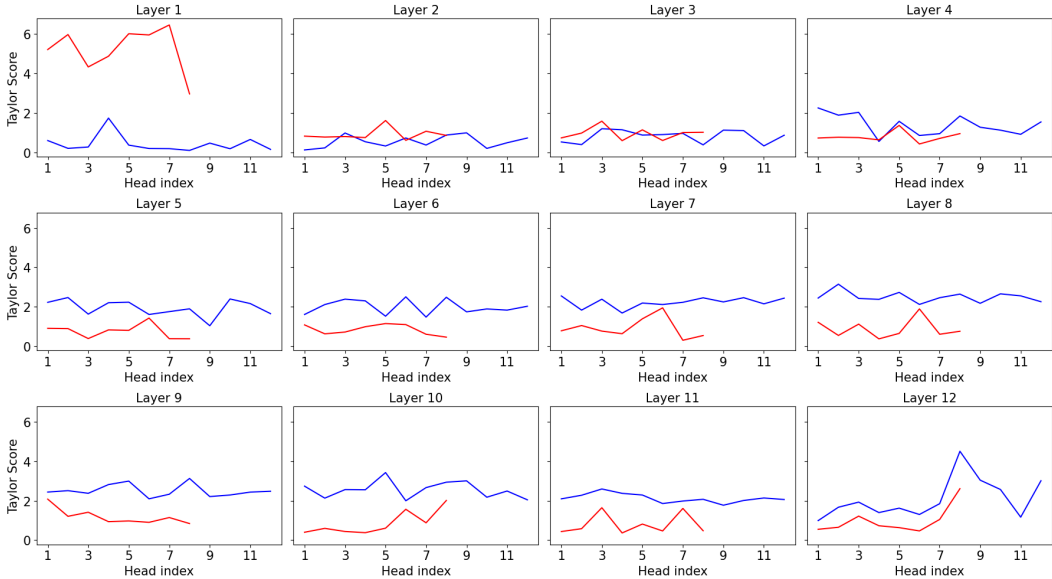 Layer 1
Layer 2
Layer 3
Layer 4
Taylor Score
6
4
2
0
1 3 5 7 9 11
1 3 5 7 9 11
1 3 5 7 9 11
1 3 5 7 9 11
Head index
Head index
Head index
Head index
Layer 5
Layer 6
Layer 7
Layer 8
Taylor Score
6
4
2
0
1 3 5 7 9 11
1 3 5 7 9 11
1 3 5 7 9 11
1 3 5 7 9 11
Head index
Head index
Head index
Head index
Layer 9
Layer 10
Layer 11
Layer 12
Taylor Score
6
4
2
0
1 3 5 7 9 11
1 3 5 7 9 11
1 3 5 7 9 11
1 3 5 7 9 11
Head index
Head index
Head index
Head index